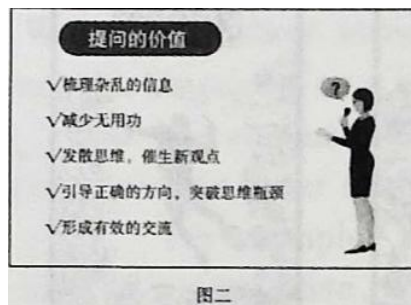 提问的价值
?
√梳理杂乱的信息
√减少无用功
√发散思维，催生新观点
√引导正确的方向，突破思维瓶颈
√形成有效的交流
图二